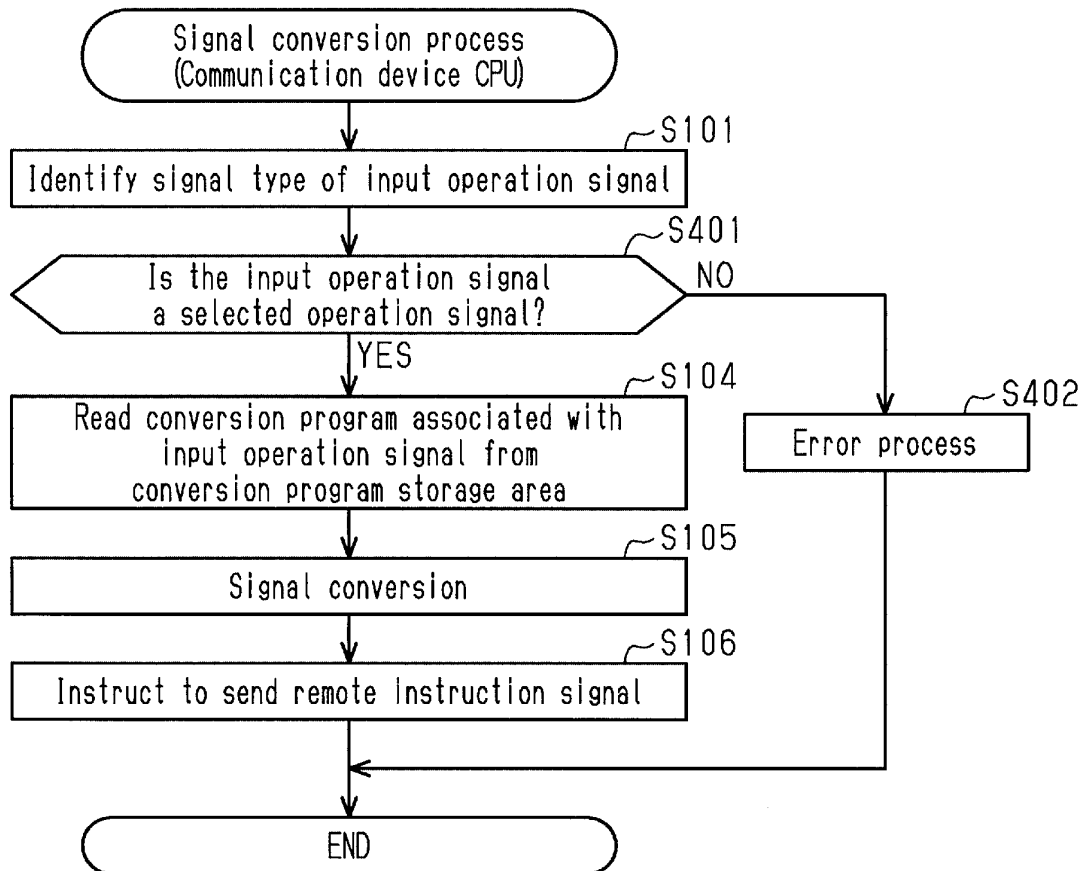 Signal conversion process
(Communication device CPU)
S101
Identify signal type of input operation signal
S401
Is the input operation signal
a selected operation signal?
NO
YES
S104
Read conversion program associated with
input operation signal from
conversion program storage area
S402
Error process
S105
Signal conversion
S106
Instruct to send remote instruction signal
END